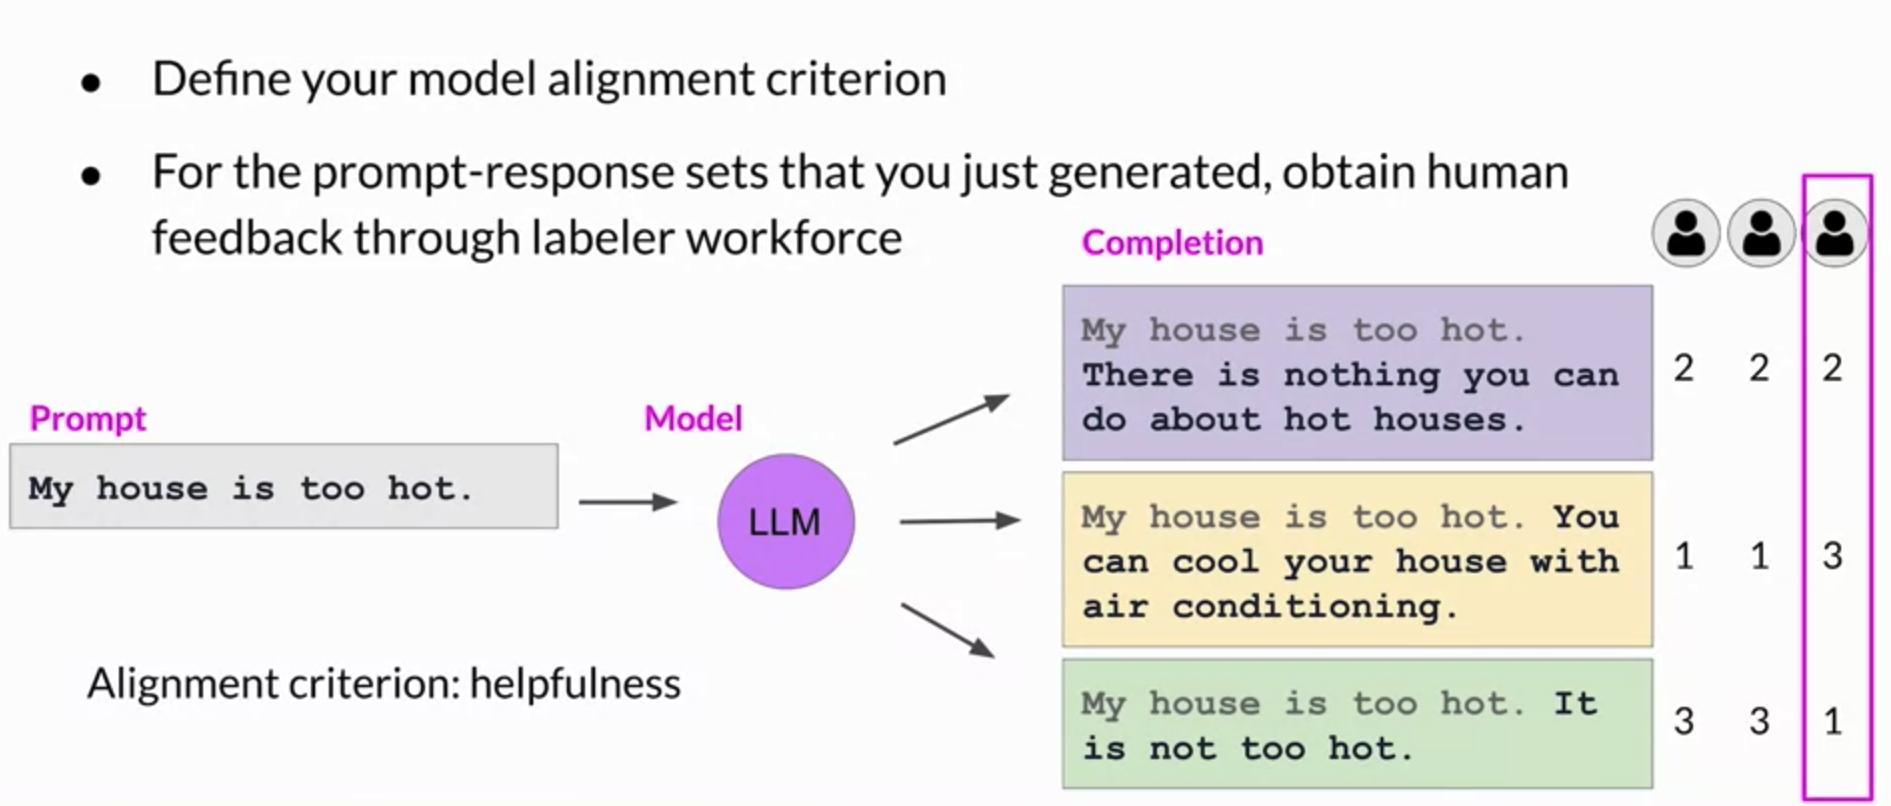 ● Define your model alignment criterion
● For the prompt-response sets that you just generated, obtain human
feedback through labeler workforce
Prompt
My house is too hot.
Model
LLM
Alignment criterion: helpfulness
Completion
My house is too hot.
There is nothing you can
do about hot houses.
2 2 2
My house is too hot. You
can cool your house with
air conditioning.
1 1 3
My house is too hot. It
is not too hot.
3 3 1